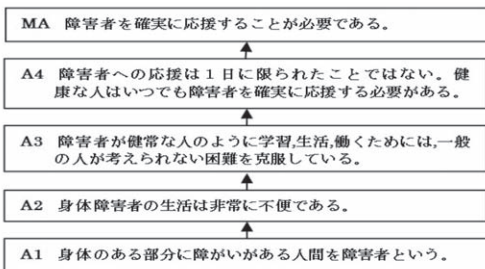 MA 障害者を確実に応援することが必要である。
A4 障害者への応援は1日に限られたことではない。健
康な人はいつでも障害者を確実に応援する必要がある。
A3 障害者が健常な人のように学習,生活,働くためには,一般
の人が考えられない困難を克服している。
A2 身体障害者の生活は非常に不便である。
A1 身体のある部分に障がいがある人間を障害者という。